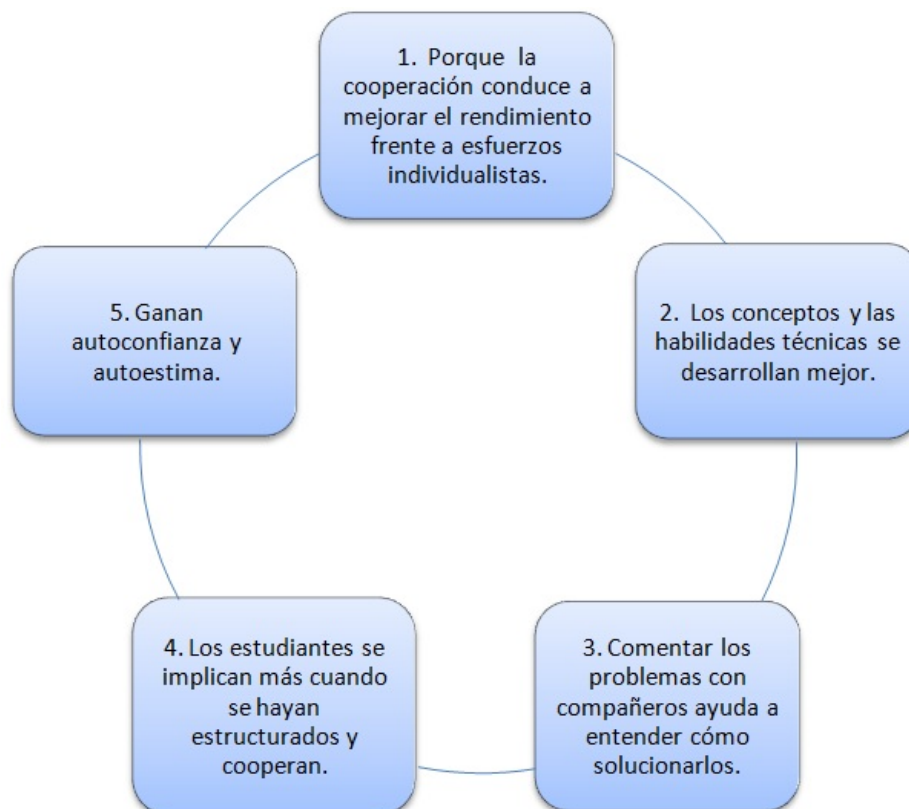 1. Porque la
cooperación conduce a
mejorar el rendimiento
frente a esfuerzos
individualistas.
2. Los conceptos y las
habilidades técnicas se
desarrollan mejor.
3. Comentar los
problemas con
compañeros ayuda a
entender cómo
solucionarlos.
4. Los estudiantes se
implican más cuando
se hayan
estructurados y
cooperan.
5. Ganan
autoconfianza y
autoestima.